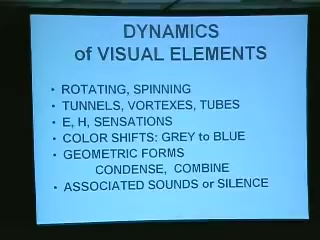 DYNAMICS
of VISUAL ELEMENTS
• ROTATING, SPINNING
• TUNNELS, VORTEXES, TUBES
• E, H, SENSATIONS
• COLOR SHIFTS: GREY to BLUE
• GEOMETRIC FORMS
CONDENSE, COMBINE
• ASSOCIATED SOUNDS or SILENCE